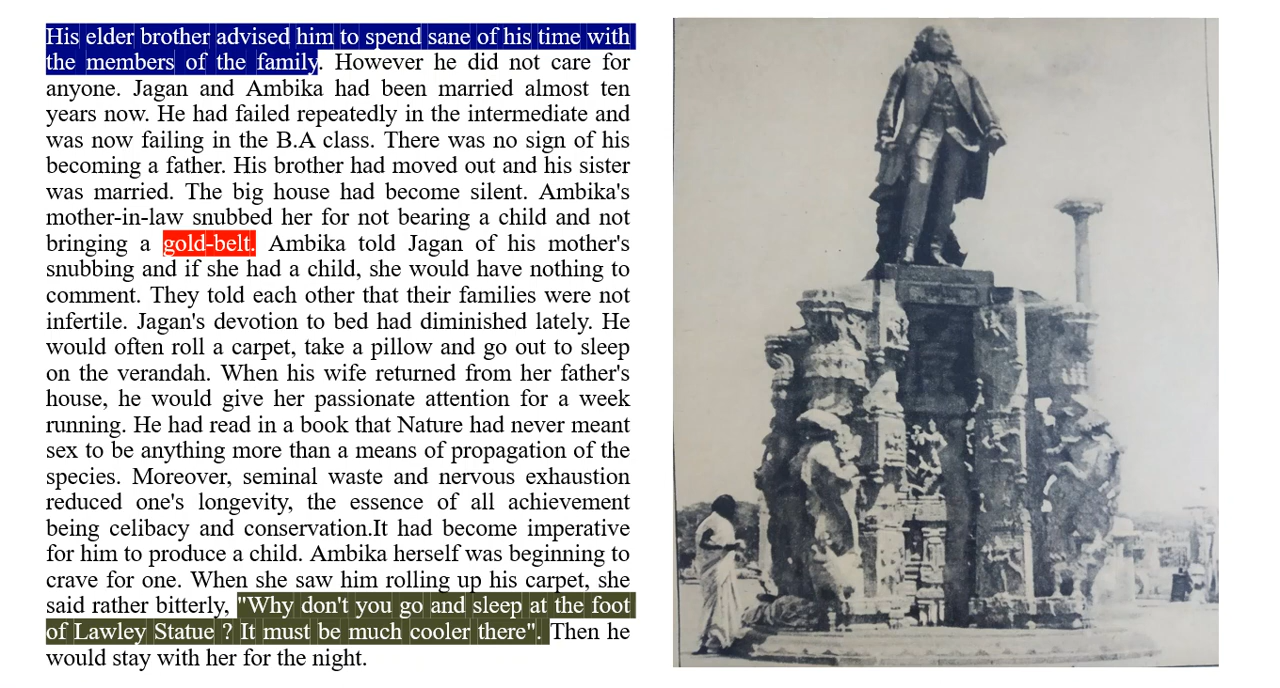 His elder brother advised him to spend sane of his time with
the members of the family. However he did not care for
anyone. Jagan and Ambika had been married almost ten
years now. He had failed repeatedly in the intermediate and
was now failing in the B.A class. There was no sign of his
becoming a father. His brother had moved out and his sister
was married. The big house had become silent. Ambika's
mother-in-law snubbed her for not bearing a child and not
bringing a gold-belt. Ambika told Jagan of his mother's
snubbing and if she had a child, she would have nothing to
comment. They told each other that their families were not
infertile. Jagan's devotion to bed had diminished lately. He
would often roll a carpet, take a pillow and go out to sleep
on the verandah. When his wife returned from her father's
house, he would give her passionate attention for a week
running. He had read in a book that Nature had never meant
sex to be anything more than a means of propagation of the
species. Moreover, seminal waste and nervous exhaustion
reduced one's longevity, the essence of all achievement
being celibacy and conservation.It had become imperative
for him to produce a child. Ambika herself was beginning to
crave for one. When she saw him rolling up his carpet, she
said rather bitterly, "Why don't you go and sleep at the foot
of Lawley Statue ? It must be much cooler there". Then he
would stay with her for the night.